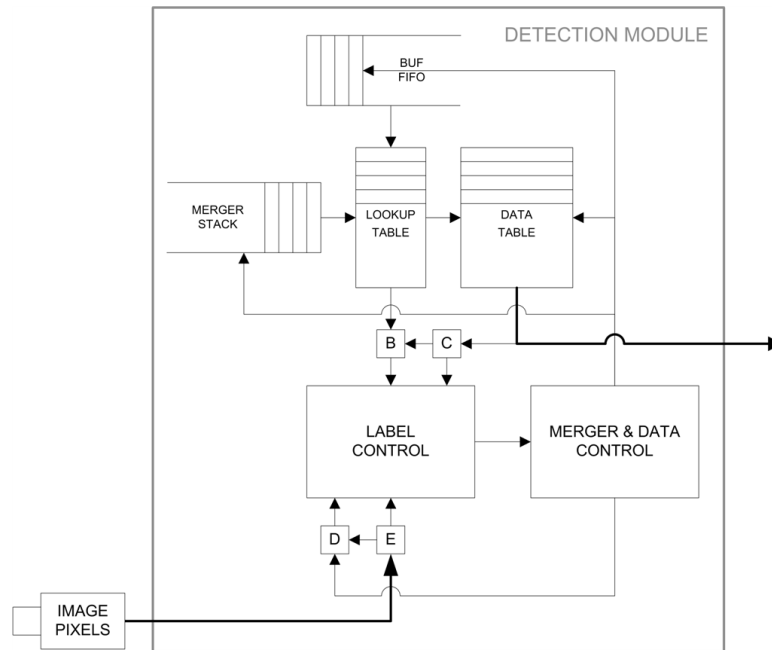 DETECTION MODULE
BUF
FIFO
MERGER
STACK
LOOKUP
TABLE
DATA
TABLE
B
C
LABEL
CONTROL
MERGER & DATA
CONTROL
D
E
IMAGE
PIXELS